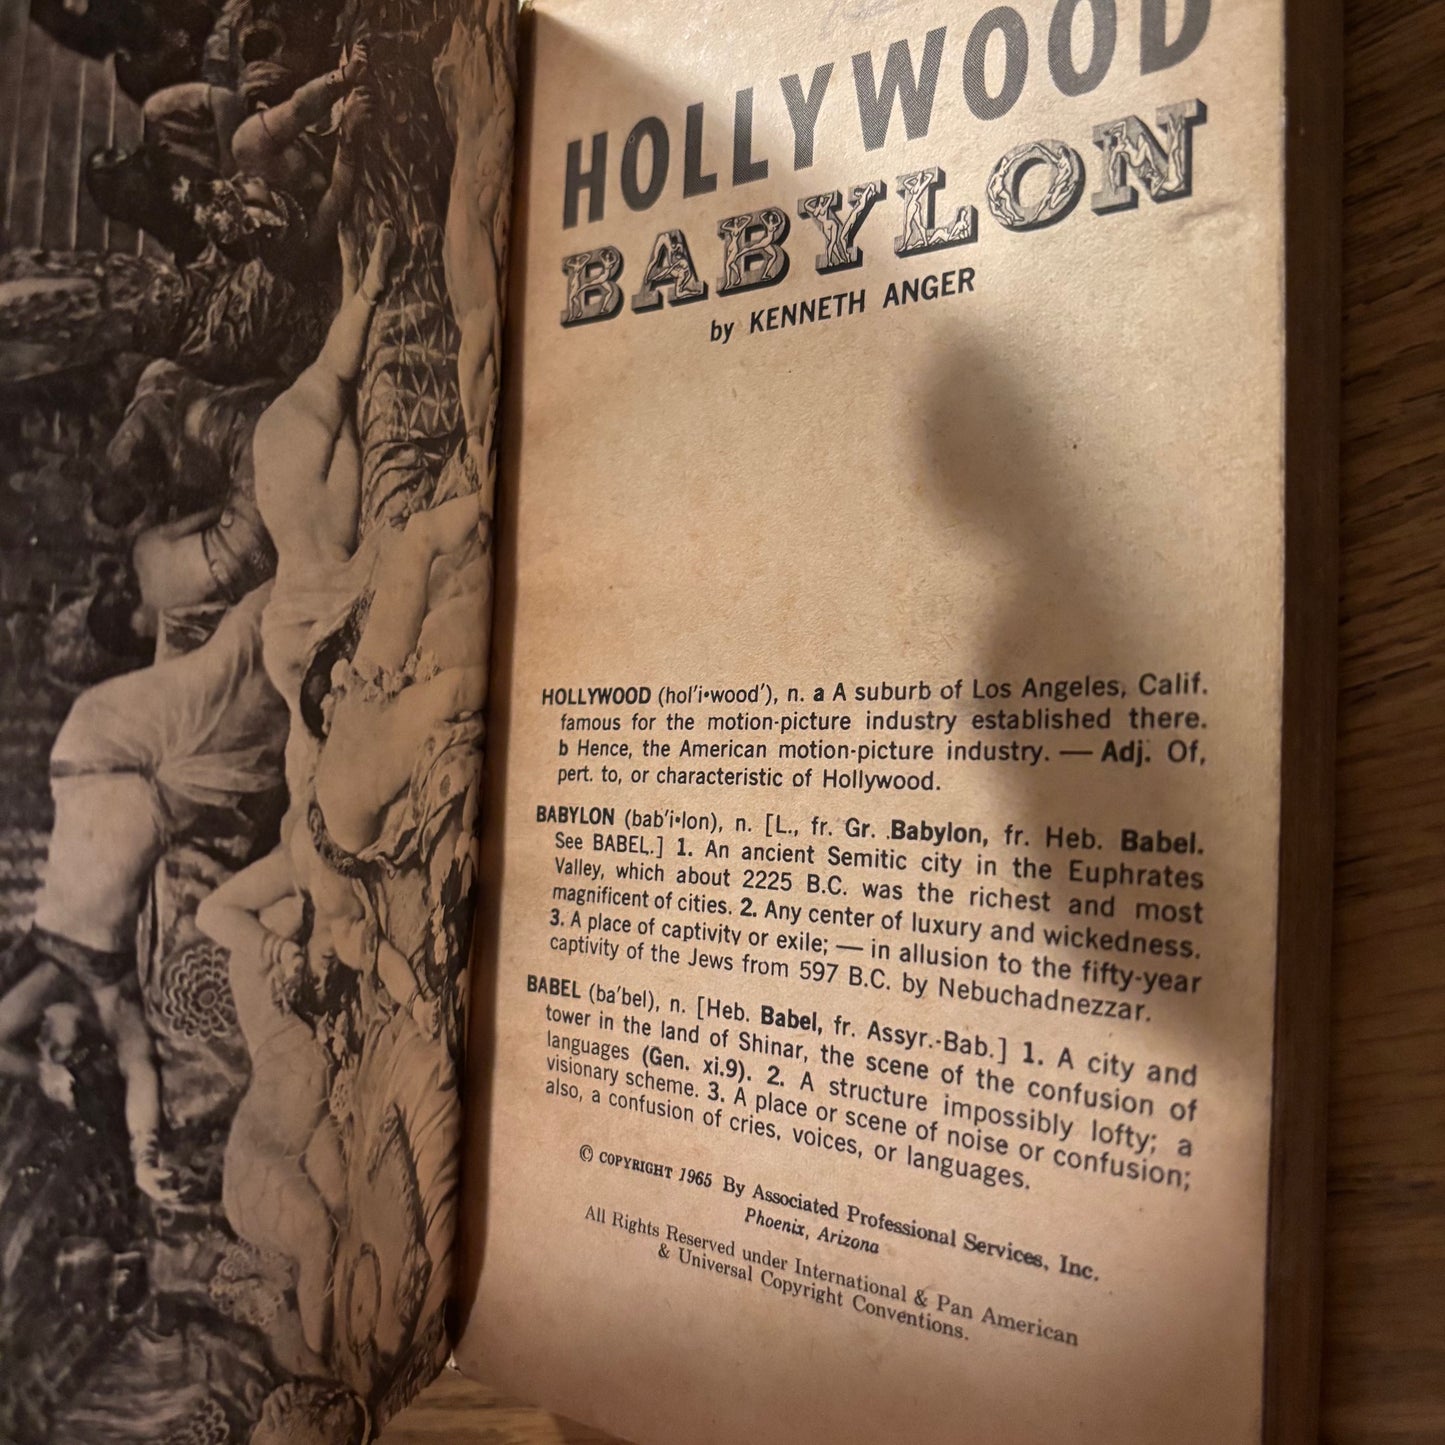 HOLLYWOOD
BABYLON
by KENNETH ANGER
HOLLYWOOD (hol'i•wood'), n. a A suburb of Los Angeles, Calif.
famous for the motion-picture industry established there.
b Hence, the American motion-picture industry. — Adj. Of,
pert. to, or characteristic of Hollywood.
BABYLON (bab'i•lon), n. [L., fr. Gr. Babylon, fr. Heb. Babel.
See BABEL.] 1. An ancient Semitic city in the Euphrates
Valley, which about 2225 B.C. was the richest and most
magnificent of cities. 2. Any center of luxury and wickedness.
3. A place of captivity or exile; — in allusion to the fifty-year
captivity of the Jews from 597 B.C. by Nebuchadnezzar.
BABEL (ba'bel), n. [Heb. Babel, fr. Assyr.-Bab.] 1. A city and
tower in the land of Shinar, the scene of the confusion of
languages (Gen. xi.9). 2. A structure impossibly lofty; a
visionary scheme. 3. A place or scene of noise or confusion;
also, a confusion of cries, voices, or languages.
© COPYRIGHT 1965 By Associated Professional Services, Inc.
Phoenix, Arizona
All Rights Reserved under International & Pan American
& Universal Copyright Conventions.